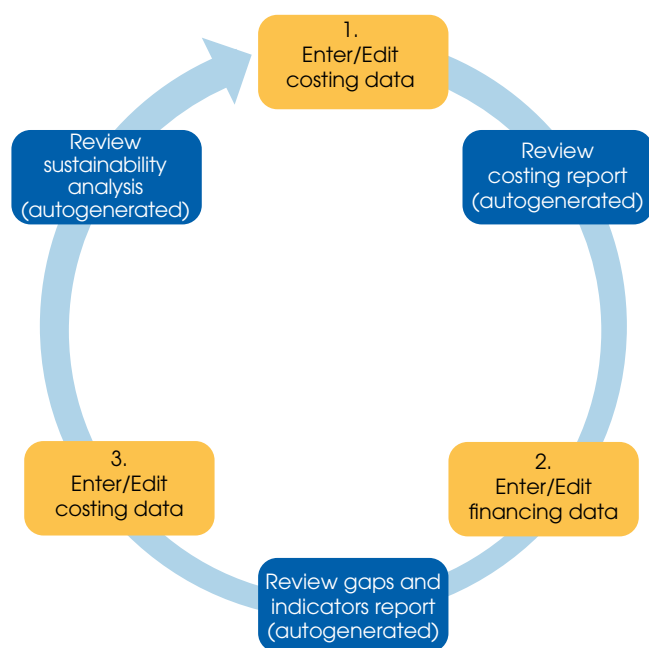 1.
Enter/Edit
costing data
Review
costing report
(autogenerated)
2.
Enter/Edit
financing data
Review gaps and
indicators report
(autogenerated)
3.
Enter/Edit
costing data
Review
sustainability
analysis
(autogenerated)